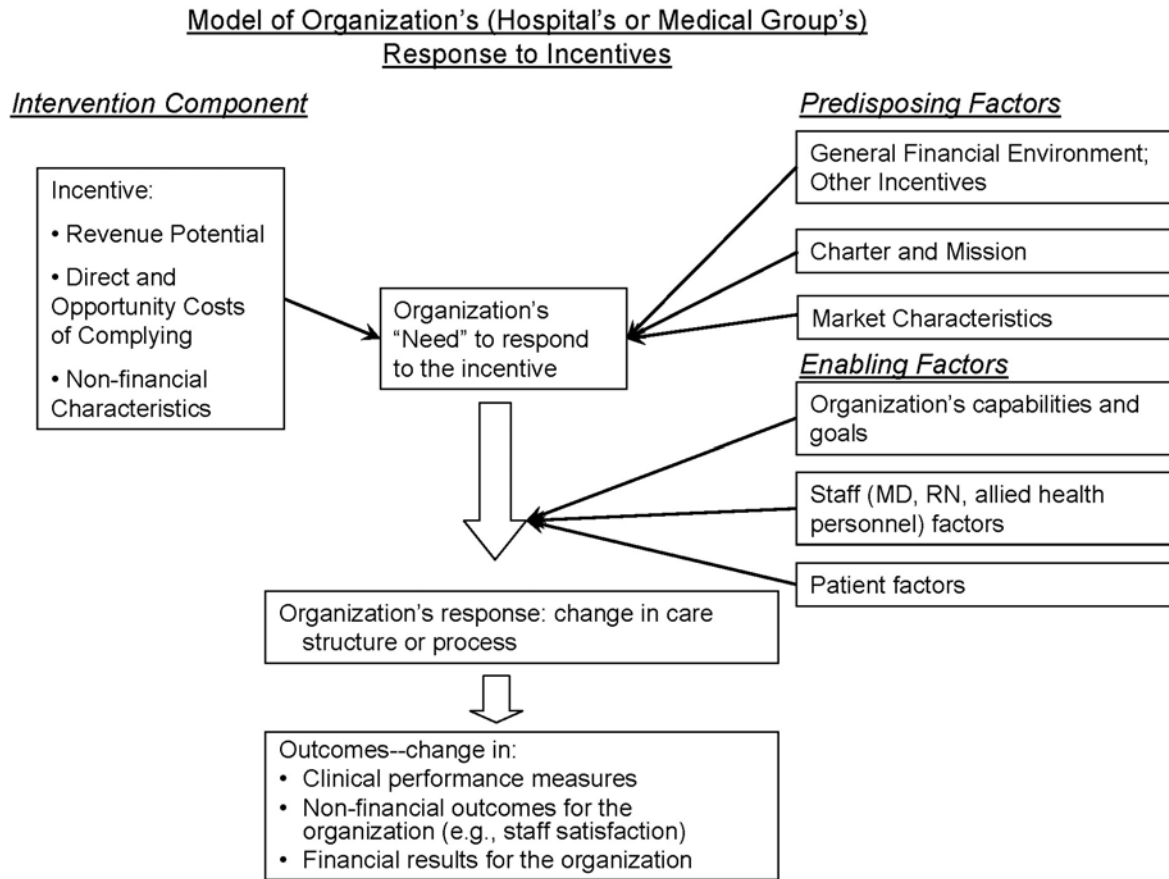 Model of Organization's (Hospital's or Medical Group's)
Response to Incentives
Intervention Component
Incentive:
• Revenue Potential
• Direct and
Opportunity Costs
of Complying
• Non-financial
Characteristics
Organization's
“Need” to respond
to the incentive
Predisposing Factors
General Financial Environment;
Other Incentives
Charter and Mission
Market Characteristics
Enabling Factors
Organization's capabilities and
goals
Staff (MD, RN, allied health
personnel) factors
Patient factors
Organization's response: change in care
structure or process
Outcomes--change in:
• Clinical performance measures
• Non-financial outcomes for the
organization (e.g., staff satisfaction)
• Financial results for the organization